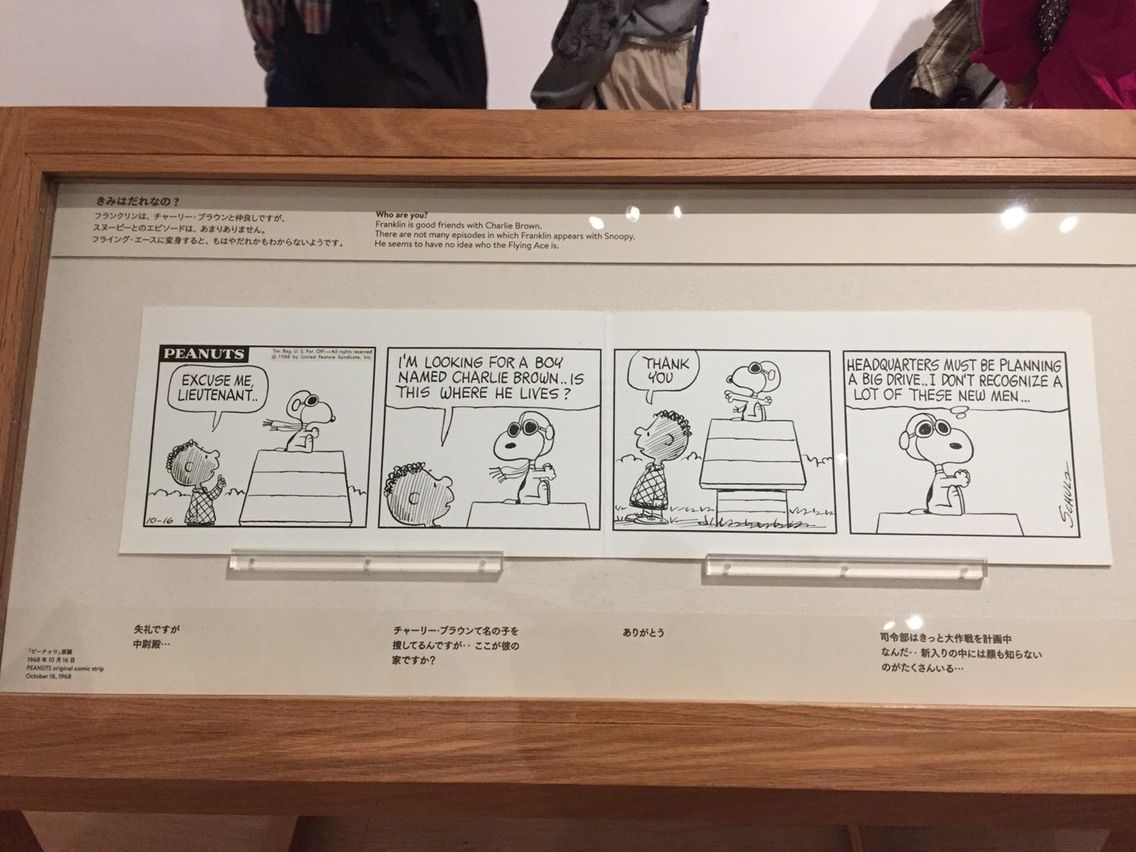 きみはだれなの?
フランクリンは、チャーリー・ブラウンと仲良しですが、
スヌーピーとのエピソードは、あまりありません。
フライング・エースに変身すると、もはやだれかもわからないようです。
Who are you?
Franklin is good friends with Charlie Brown.
There are not many episodes in which Franklin appears with Snoopy.
He seems to have no idea who the Flying Ace is.
PEANUTS
Tm. Reg. U. S. Pat. Off.—All rights reserved
© 1968 by United Feature Syndicate, Inc.
EXCUSE ME,
LIEUTENANT..
10-16
I'M LOOKING FOR A BOY
NAMED CHARLIE BROWN.. IS
THIS WHERE HE LIVES?
THANK
YOU
HEADQUARTERS MUST BE PLANNING
A BIG DRIVE.. I DON'T RECOGNIZE A
LOT OF THESE NEW MEN...
SCHULZ
失礼ですが
中尉殿…
チャーリー・ブラウンて名の子を
捜してるんですが‥ ここが彼の
家ですか?
ありがとう
司令部はきっと大作戦を計画中
なんだ‥ 新入りの中には顔も知らない
のがたくさんいる…
「ピーナッツ」原画
1968年10月16日
PEANUTS original comic strip
October 16, 1968